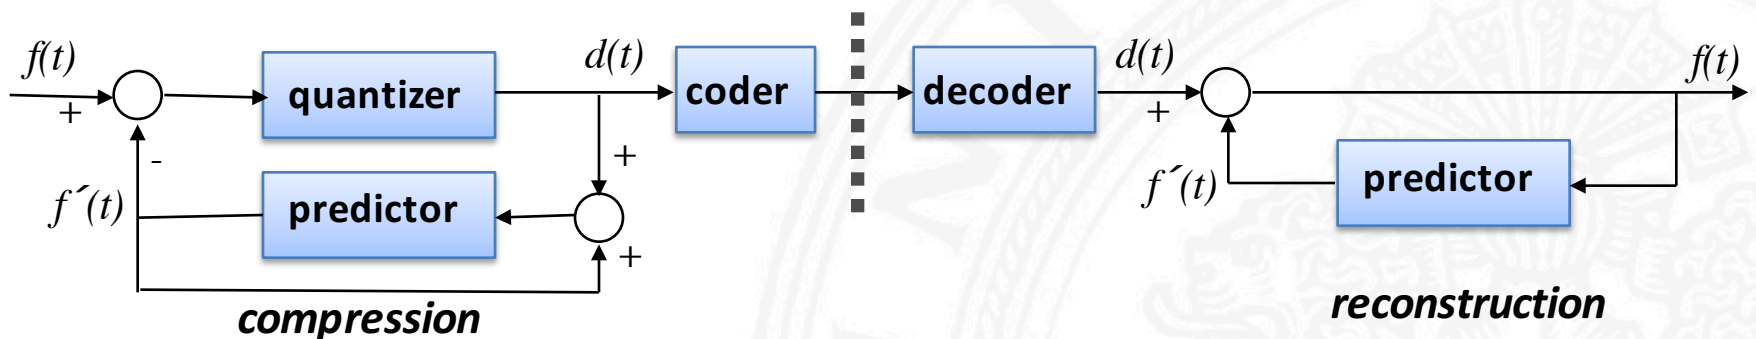 f(t)
+
quantizer
d(t)
coder
decoder
d(t)
+
f(t)
-
+
f´(t)
predictor
+
f´(t)
predictor
compression
reconstruction